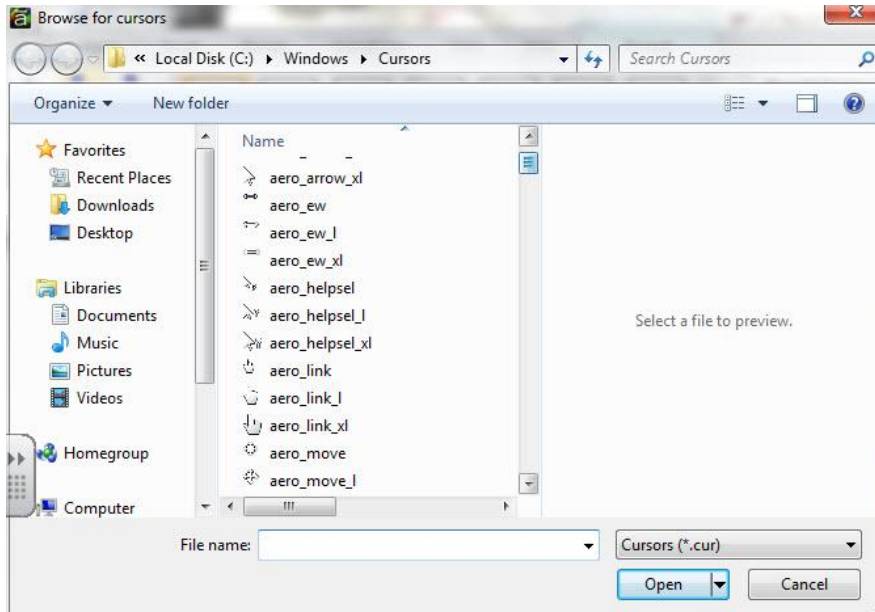 Browse for cursors
« Local Disk (C:) Windows Cursors
Search Cursors
Organize New folder
Favorites
Recent Places
Downloads
Desktop
Libraries
Documents
Music
Pictures
Videos
Homegroup
Computer
Name
aero_arrow_xl
aero_ew
aero_ew_l
aero_ew_xl
aero_helpsel
aero_helpsel_l
aero_helpsel_xl
aero_link
aero_link_l
aero_link_xl
aero_move
aero_move_l
Select a file to preview.
File name:
Cursors (*.cur)
Open Cancel